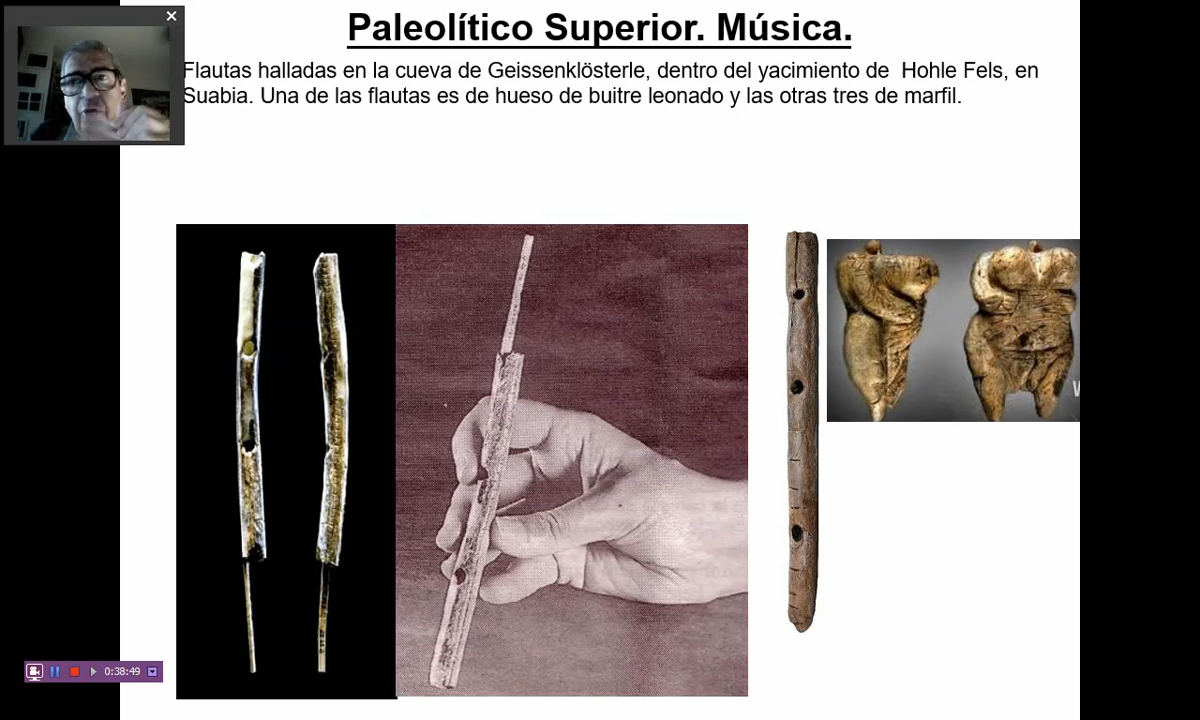 Paleolítico Superior. Música.
Flautas halladas en la cueva de Geissenklösterle, dentro del yacimiento de Hohle Fels, en
Suabia. Una de las flautas es de hueso de buitre leonado y las otras tres de marfil.
0:38:49